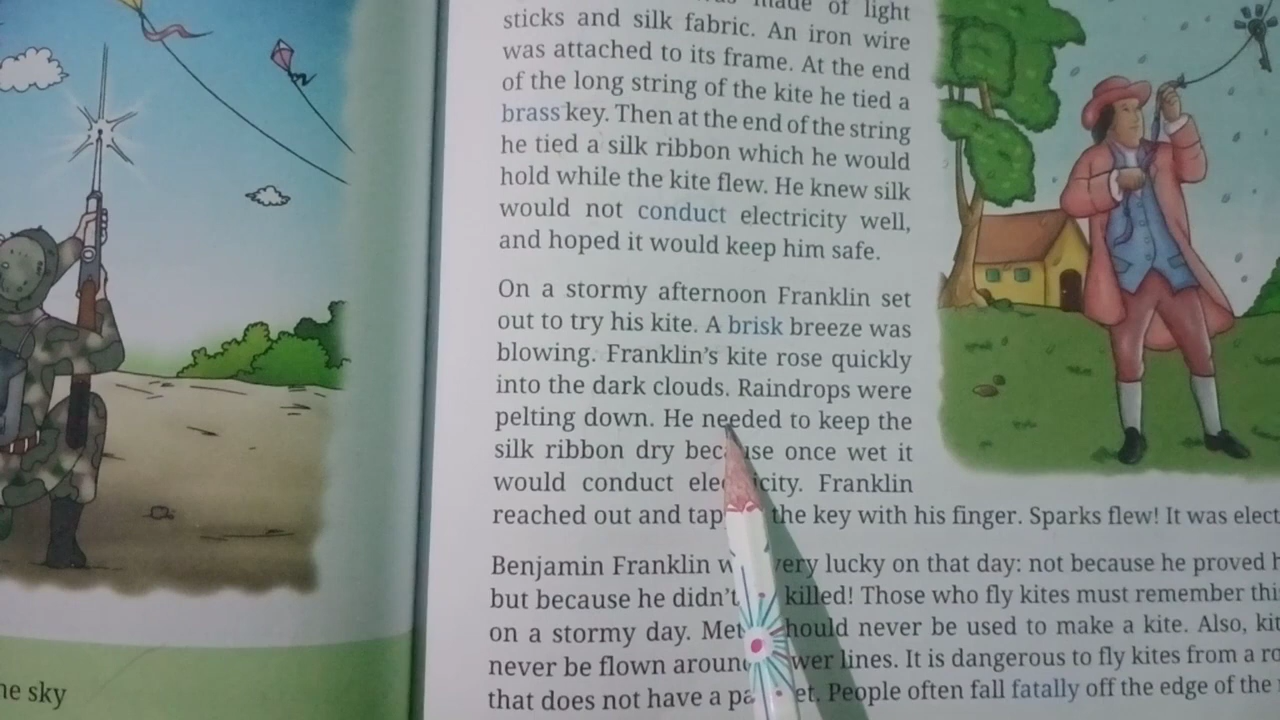 he sky
made of light
sticks and silk fabric. An iron wire
was attached to its frame. At the end
of the long string of the kite he tied a
brass key. Then at the end of the string
he tied a silk ribbon which he would
hold while the kite flew. He knew silk
would not conduct electricity well,
and hoped it would keep him safe.
On a stormy afternoon Franklin set
out to try his kite. A brisk breeze was
blowing. Franklin's kite rose quickly
into the dark clouds. Raindrops were
pelting down. He needed to keep the
silk ribbon dry because once wet it
would conduct electricity. Franklin
reached out and tap the key with his finger. Sparks flew! It was elect
Benjamin Franklin w very lucky on that day: not because he proved h
but because he didn't killed! Those who fly kites must remember thi
on a stormy day. Met should never be used to make a kite. Also, kit
never be flown around wer lines. It is dangerous to fly kites from a ro
that does not have a pa et. People often fall fatally off the edge of the